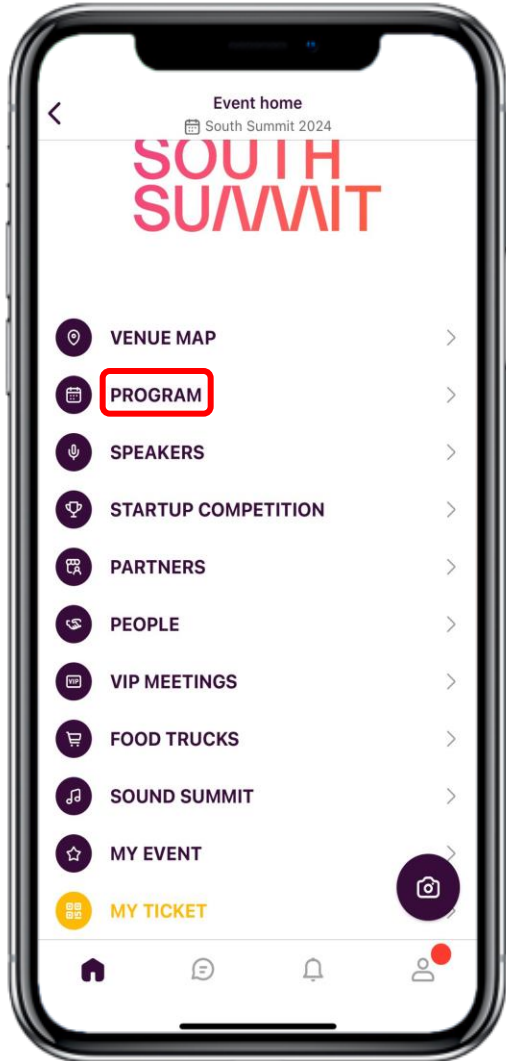 Event home
South Summit 2024
SOUTH
SUMMIT
VENUE MAP
PROGRAM
SPEAKERS
STARTUP COMPETITION
PARTNERS
PEOPLE
VIP
VIP MEETINGS
FOOD TRUCKS
SOUND SUMMIT
MY EVENT
MY TICKET